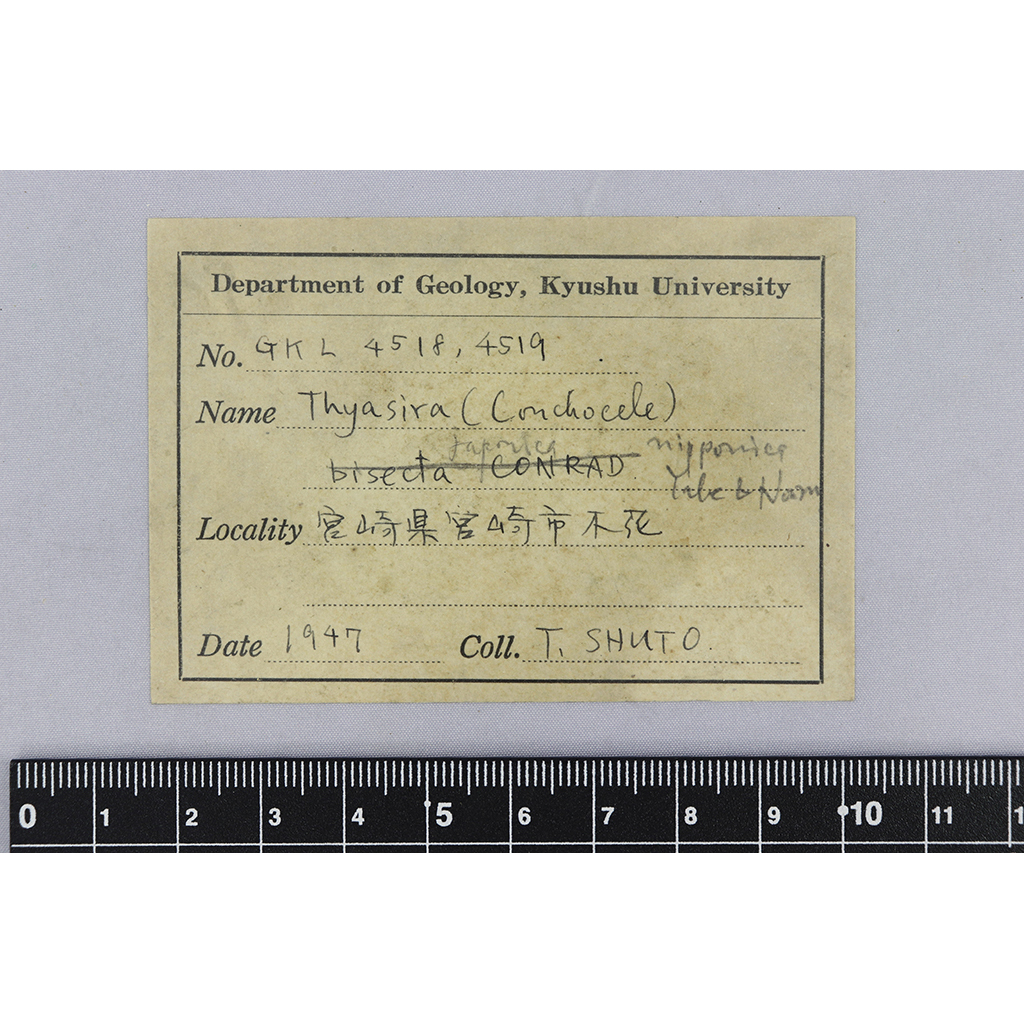 Department of Geology, Kyushu University
No. GKL 4518, 4519
Name Thyasira (Conchocele)
japonica nipponica
bisecta CONRAD. Yabe & Nom
Locality 宮崎県宮崎市木花
Date 1947 Coll. T. SHUTO.
0 1 2 3 4 5 6 7 8 9 10 11 1